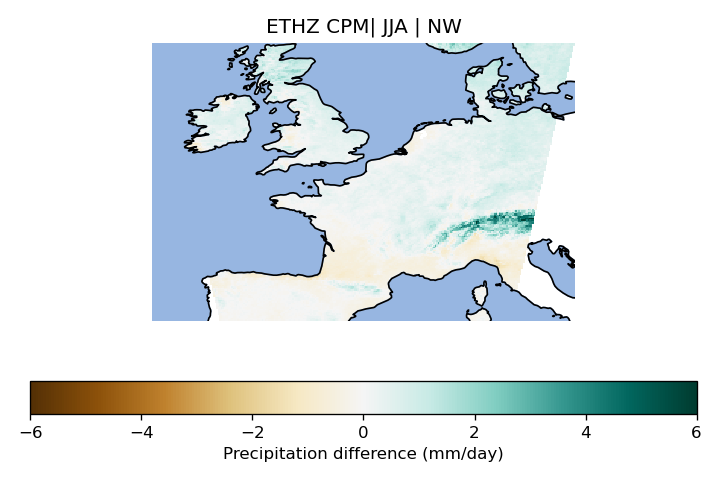 ETHZ CPM| JJA | NW
−6 −4 −2 0 2 4 6
Precipitation difference (mm/day)